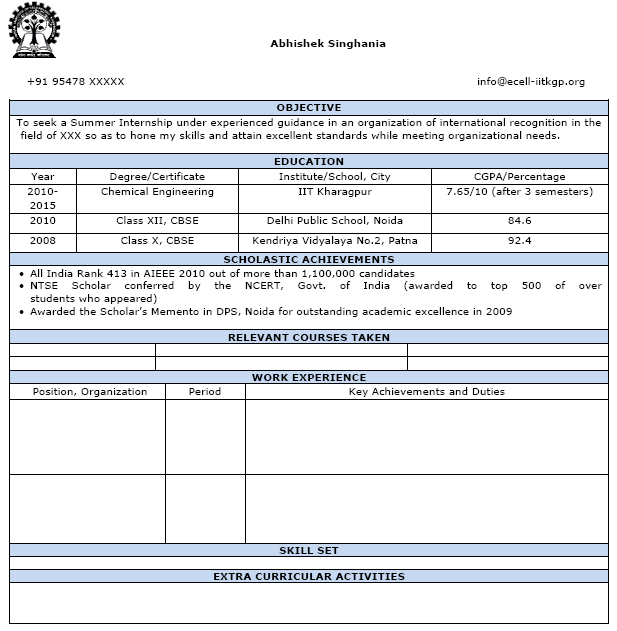 Abhishek Singhania
+91 95478 XXXXX info@ecell-iitkgp.org
OBJECTIVE
To seek a Summer Internship under experienced guidance in an organization of international recognition in the
field of XXX so as to hone my skills and attain excellent standards while meeting organizational needs.
EDUCATION
Year Degree/Certificate Institute/School, City CGPA/Percentage
2010-2015 Chemical Engineering IIT Kharagpur 7.65/10 (after 3 semesters)
2010 Class XII, CBSE Delhi Public School, Noida 84.6
2008 Class X, CBSE Kendriya Vidyalaya No.2, Patna 92.4
SCHOLASTIC ACHIEVEMENTS
• All India Rank 413 in AIEEE 2010 out of more than 1,100,000 candidates
• NTSE Scholar conferred by the NCERT, Govt. of India (awarded to top 500 of over
students who appeared)
• Awarded the Scholar's Memento in DPS, Noida for outstanding academic excellence in 2009
RELEVANT COURSES TAKEN
WORK EXPERIENCE
Position, Organization Period Key Achievements and Duties
SKILL SET
EXTRA CURRICULAR ACTIVITIES